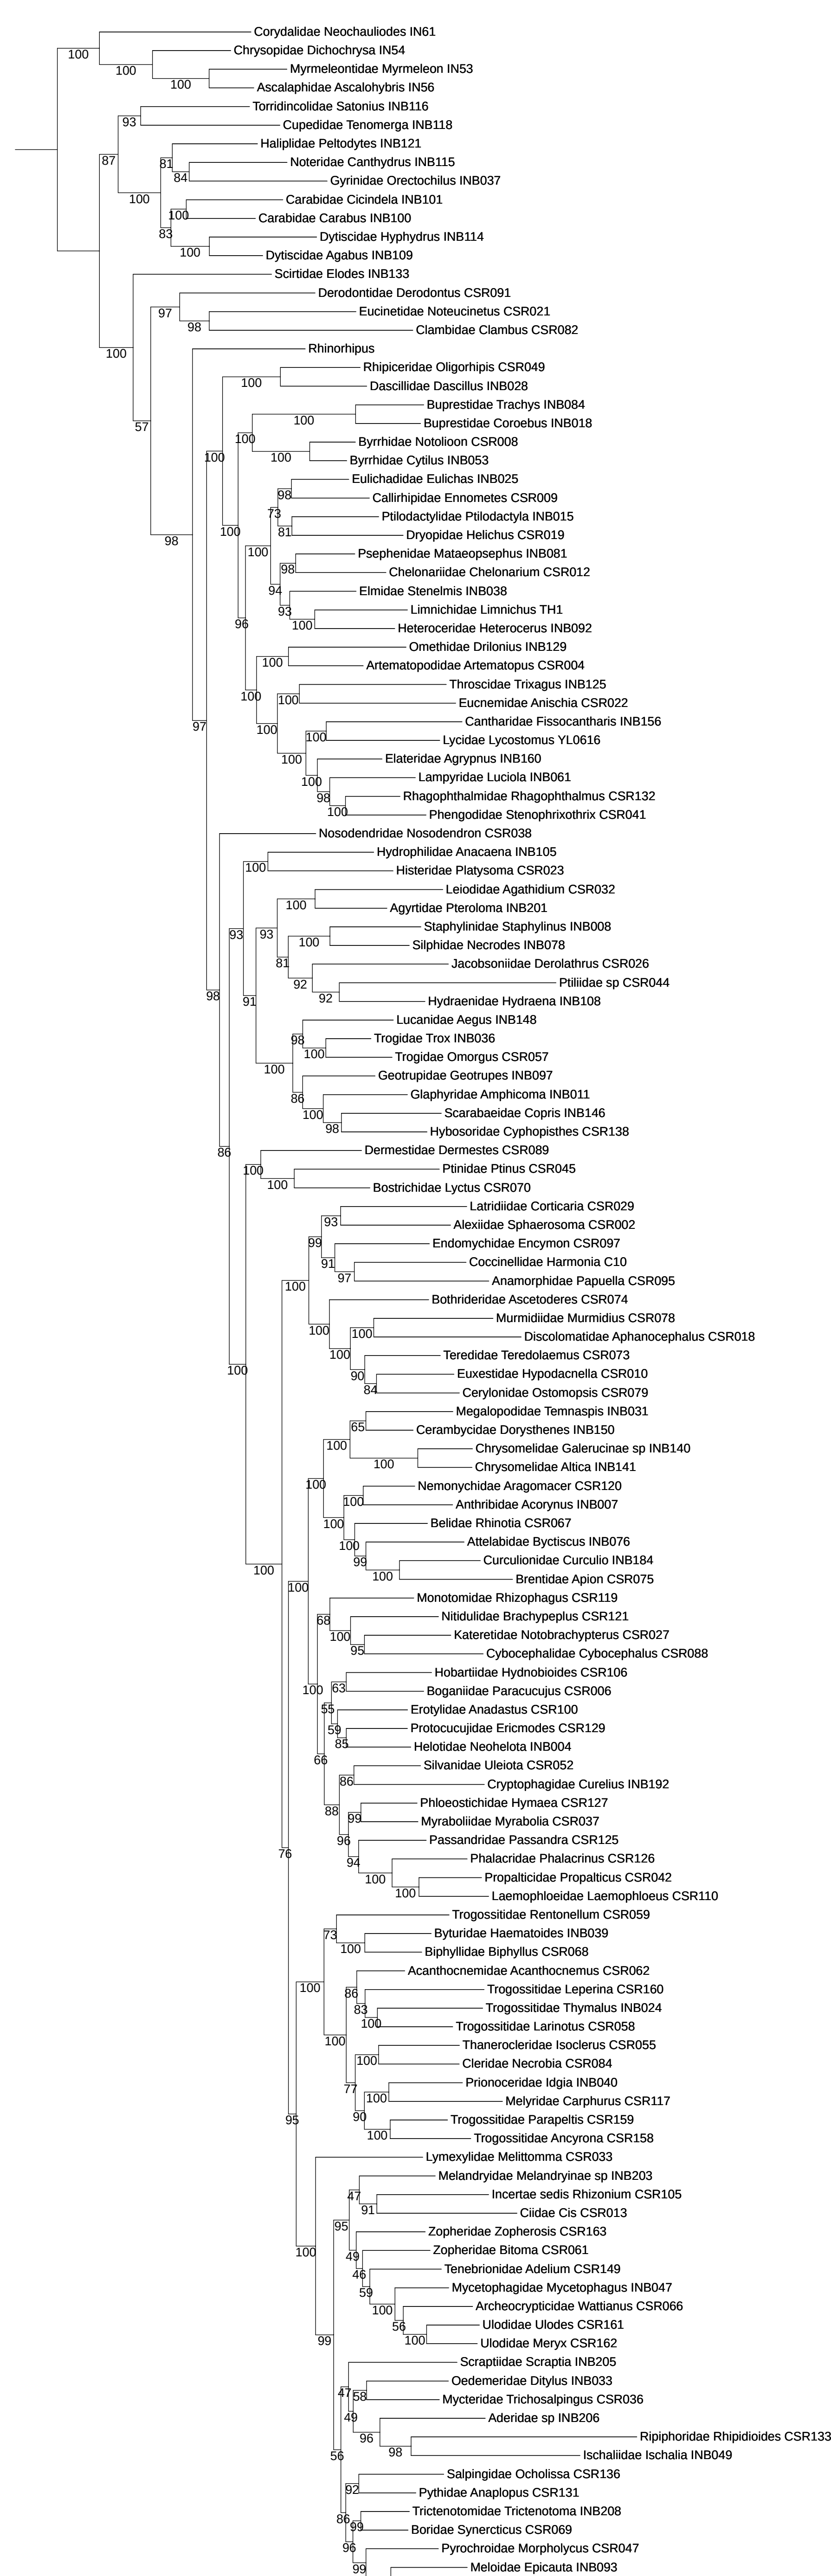 Corydalidae Neochauliodes IN61
100
Chrysopidae Dichochrysa IN54
100
Myrmeleontidae Myrmeleon IN53
100
Ascalaphidae Ascalohybris IN56
Torridincolidae Satonius INB116
93
Cupedidae Tenomerga INB118
Haliplidae Peltodytes INB121
87
81
Noteridae Canthydrus INB115
84
Gyrinidae Orectochilus INB037
100
Carabidae Cicindela INB101
100
Carabidae Carabus INB100
83
Dytiscidae Hyphydrus INB114
100
Dytiscidae Agabus INB109
Scirtidae Elodes INB133
Derodontidae Derodontus CSR091
97
Eucinetidae Noteucinetus CSR021
98
Clambidae Clambus CSR082
100
Rhinorhipus
Rhipiceridae Oligorhipis CSR049
100
Dascillidae Dascillus INB028
Buprestidae Trachys INB084
100
Buprestidae Coroebus INB018
57
100
Byrrhidae Notolioon CSR008
100
100
Byrrhidae Cytilus INB053
Eulichadidae Eulichas INB025
98
Callirhipidae Ennometes CSR009
73
Ptilodactylidae Ptilodactyla INB015
100
81
Dryopidae Helichus CSR019
98
100
Psephenidae Mataeopsephus INB081
98
Chelonariidae Chelonarium CSR012
94
Elmidae Stenelmis INB038
93
Limnichidae Limnichus TH1
96
100
Heteroceridae Heterocerus INB092
Omethidae Drilonius INB129
100
Artematopodidae Artematopus CSR004
Throscidae Trixagus INB125
100
100
Eucnemidae Anischia CSR022
97
100
Cantharidae Fissocantharis INB156
100
Lycidae Lycostomus YL0616
100
Elateridae Agrypnus INB160
100
Lampyridae Luciola INB061
98
Rhagophthalmidae Rhagophthalmus CSR132
100
Phengodidae Stenophrixothrix CSR041
Nosodendridae Nosodendron CSR038
Hydrophilidae Anacaena INB105
100
Histeridae Platysoma CSR023
Leiodidae Agathidium CSR032
100
Agyrtidae Pteroloma INB201
93
93
Staphylinidae Staphylinus INB008
100
Silphidae Necrodes INB078
81
Jacobsoniidae Derolathrus CSR026
92
Ptiliidae sp CSR044
98
91
92
Hydraenidae Hydraena INB108
Lucanidae Aegus INB148
98
Trogidae Trox INB036
100
Trogidae Omorgus CSR057
100
Geotrupidae Geotrupes INB097
86
Glaphyridae Amphicoma INB011
100
Scarabaeidae Copris INB146
98
Hybosoridae Cyphopisthes CSR138
86
Dermestidae Dermestes CSR089
100
Ptinidae Ptinus CSR045
100
Bostrichidae Lyctus CSR070
Latridiidae Corticaria CSR029
93
Alexiidae Sphaerosoma CSR002
99
Endomychidae Encymon CSR097
91
Coccinellidae Harmonia C10
97
Anamorphidae Papuella CSR095
100
Bothrideridae Ascetoderes CSR074
Murmidiidae Murmidius CSR078
100
100
Discolomatidae Aphanocephalus CSR018
100
Teredidae Teredolaemus CSR073
100
90
Euxestidae Hypodacnella CSR010
84
Cerylonidae Ostomopsis CSR079
Megalopodidae Temnaspis INB031
65
Cerambycidae Dorysthenes INB150
100
Chrysomelidae Galerucinae sp INB140
100
Chrysomelidae Altica INB141
100
Nemonychidae Aragomacer CSR120
100
Anthribidae Acorynus INB007
100
Belidae Rhinotia CSR067
100
Attelabidae Byctiscus INB076
99
Curculionidae Curculio INB184
100
100
Brentidae Apion CSR075
100
Monotomidae Rhizophagus CSR119
68
Nitidulidae Brachypeplus CSR121
100
Kateretidae Notobrachypterus CSR027
95
Cybocephalidae Cybocephalus CSR088
Hobartiidae Hydnobioides CSR106
63
Boganiidae Paracucujus CSR006
100
55
Erotylidae Anadastus CSR100
59
Protocucujidae Ericmodes CSR129
85
Helotidae Neohelota INB004
66
Silvanidae Uleiota CSR052
86
Cryptophagidae Curelius INB192
88
Phloeostichidae Hymaea CSR127
99
Myraboliidae Myrabolia CSR037
96
Passandridae Passandra CSR125
76
94
Phalacridae Phalacrinus CSR126
100
Propalticidae Propalticus CSR042
100
Laemophloeidae Laemophloeus CSR110
Trogossitidae Rentonellum CSR059
73
Byturidae Haematoides INB039
100
Biphyllidae Biphyllus CSR068
Acanthocnemidae Acanthocnemus CSR062
100
86
Trogossitidae Leperina CSR160
83
Trogossitidae Thymalus INB024
100
Trogossitidae Larinotus CSR058
100
Thanerocleridae Isoclerus CSR055
100
Cleridae Necrobia CSR084
77
Prionoceridae Idgia INB040
100
Melyridae Carphurus CSR117
95
90
Trogossitidae Parapeltis CSR159
100
Trogossitidae Ancyrona CSR158
Lymexylidae Melittomma CSR033
Melandryidae Melandryinae sp INB203
47
Incertae sedis Rhizonium CSR105
91
Ciidae Cis CSR013
95
Zopheridae Zopherosis CSR163
100
49
Zopheridae Bitoma CSR061
46
Tenebrionidae Adelium CSR149
59
Mycetophagidae Mycetophagus INB047
100
Archeocrypticidae Wattianus CSR066
56
Ulodidae Ulodes CSR161
99
100
Ulodidae Meryx CSR162
Scraptiidae Scraptia INB205
Oedemeridae Ditylus INB033
47
58
Mycteridae Trichosalpingus CSR036
49
Aderidae sp INB206
96
Ripiphoridae Rhipidioides CSR133
98
56
Ischaliidae Ischalia INB049
Salpingidae Ocholissa CSR136
92
Pythidae Anaplopus CSR131
Trictenotomidae Trictenotoma INB208
86
99
Boridae Synercticus CSR069
96
Pyrochroidae Morpholycus CSR047
99
Meloidae Epicauta INB093